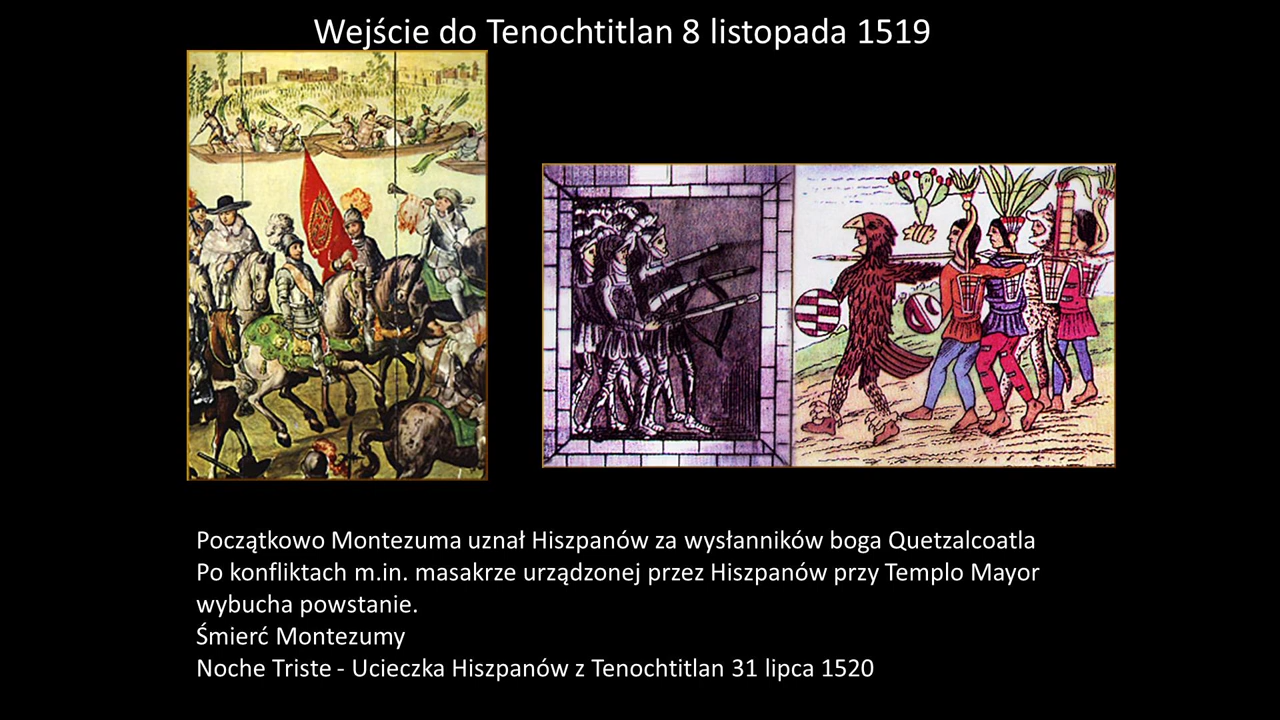 Wejście do Tenochtitlan 8 listopada 1519
Początkowo Montezuma uznał Hiszpanów za wysłanników boga Quetzalcoatla
Po konfliktach m.in. masakrze urządzonej przez Hiszpanów przy Templo Mayor
wybucha powstanie.
Śmierć Montezumy
Noche Triste - Ucieczka Hiszpanów z Tenochtitlan 31 lipca 1520